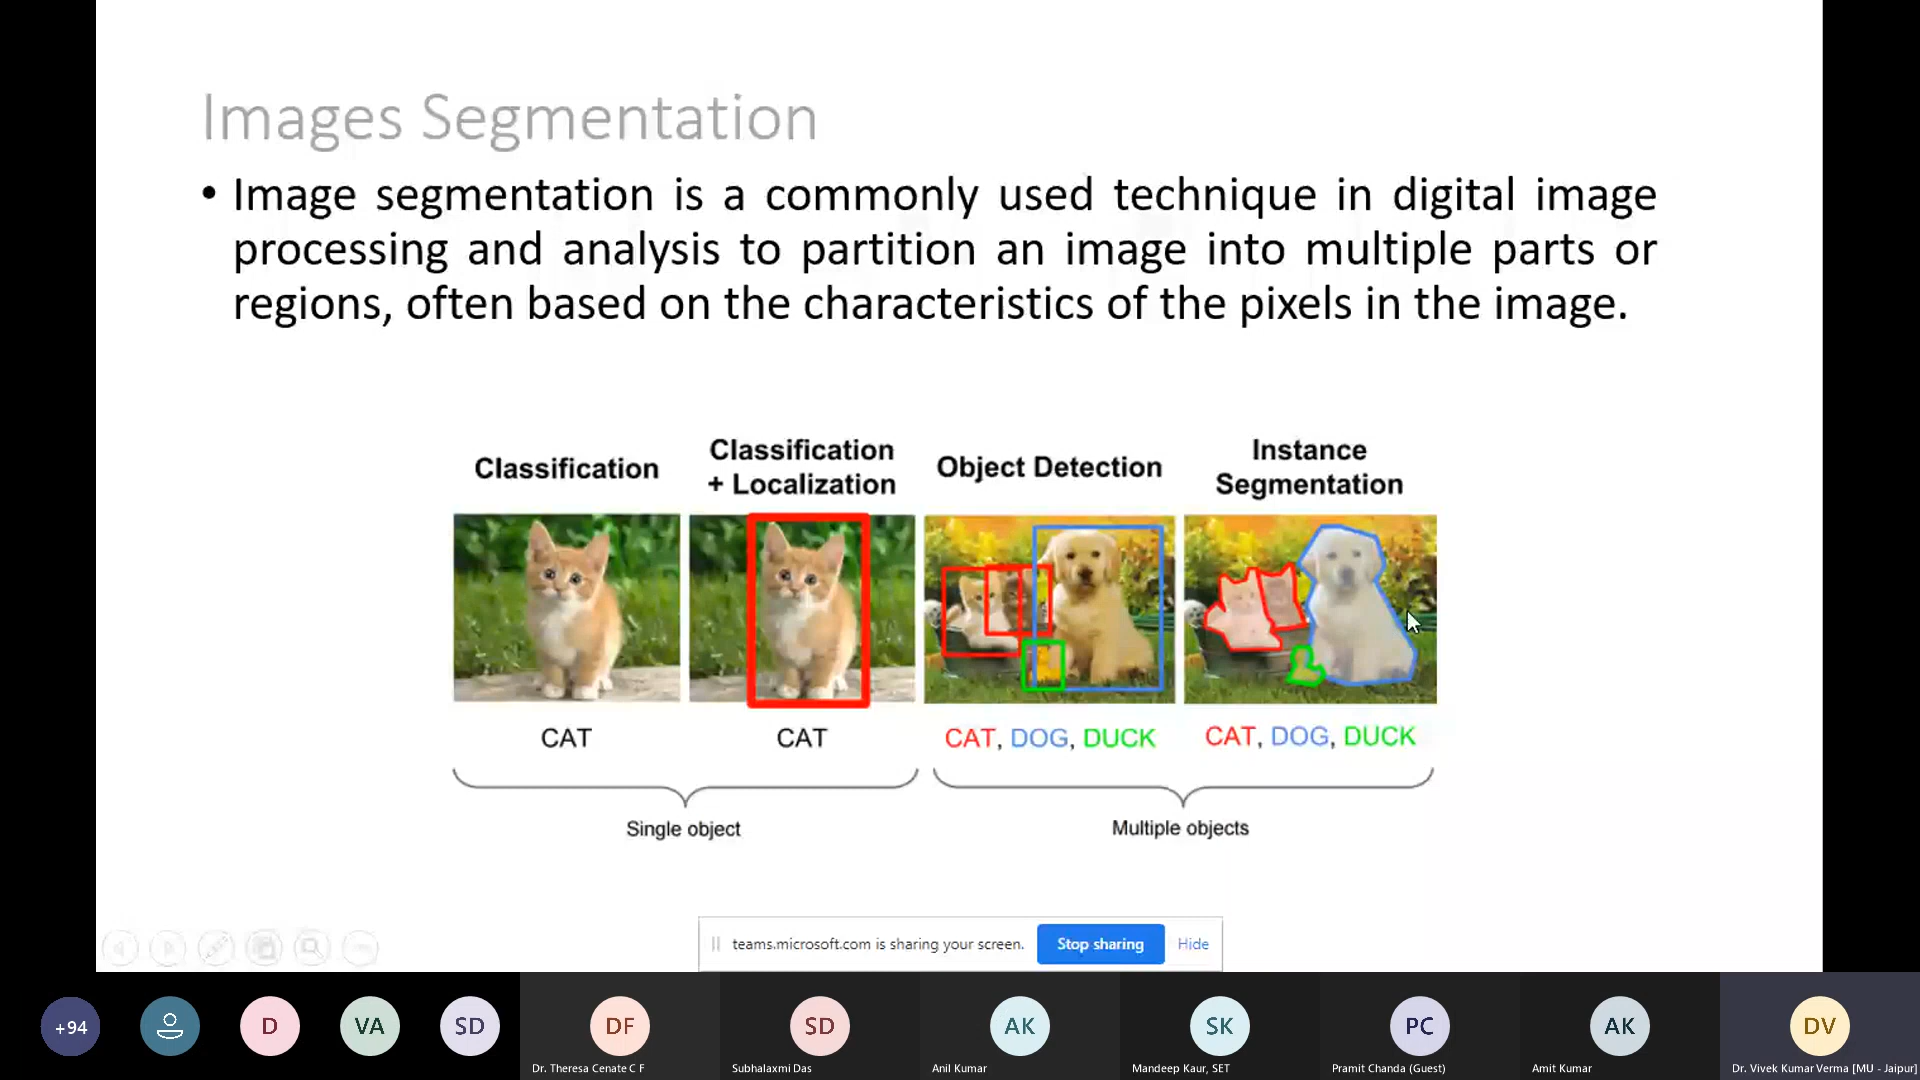 Images Segmentation
• Image segmentation is a commonly used technique in digital image
processing and analysis to partition an image into multiple parts or
regions, often based on the characteristics of the pixels in the image.
Classification
Classification
+ Localization
Object Detection
Instance
Segmentation
CAT
CAT
CAT, DOG, DUCK
CAT, DOG, DUCK
Single object
Multiple objects
teams.microsoft.com is sharing your screen.
Stop sharing
Hide
+94
D
VA
SD
DF
SD
AK
SK
PC
AK
DV
Dr. Theresa Cenate C F
Subhalaxmi Das
Anil Kumar
Mandeep Kaur, SET
Pramit Chanda (Guest)
Amit Kumar
Dr. Vivek Kumar Verma [MU - Jaipur]